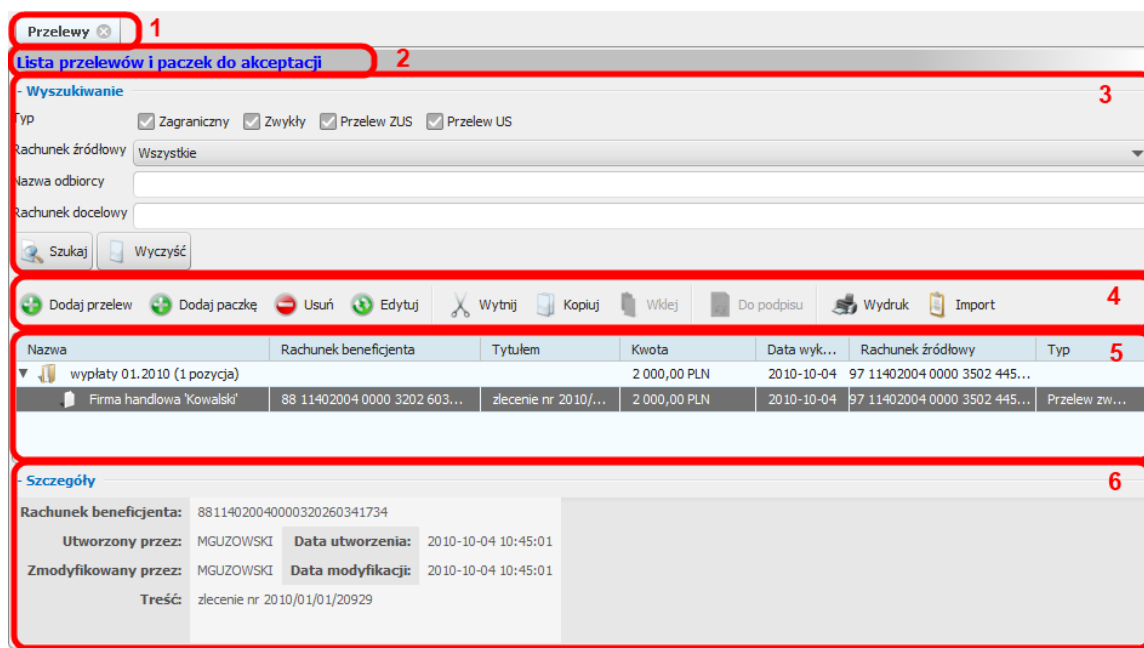 Przelewy 1
Lista przelewów i paczek do akceptacji 2
- Wyszukiwanie 3
Typ Zagraniczny Zwykły Przelew ZUS Przelew US
Rachunek źródłowy Wszystkie
Nazwa odbiorcy
Rachunek docelowy
Szukaj Wyczyść
Dodaj przelew Dodaj paczkę Usuń Edytuj Wytnij Kopiuj Wklej Do podpisu Wydruk Import 4
Nazwa Rachunek beneficjenta Tytułem Kwota Data wyk... Rachunek źródłowy Typ 5
wypłaty 01.2010 (1 pozycja) 2 000,00 PLN 2010-10-04 97 11402004 0000 3502 445...
Firma handlowa 'Kowalski' 88 11402004 0000 3202 603... zlecenie nr 2010/... 2 000,00 PLN 2010-10-04 97 11402004 0000 3502 445... Przelew zw...
- Szczegóły 6
Rachunek beneficjenta: 88114020040000320260341734
Utworzony przez: MGUZOWSKI Data utworzenia: 2010-10-04 10:45:01
Zmodyfikowany przez: MGUZOWSKI Data modyfikacji: 2010-10-04 10:45:01
Treść: zlecenie nr 2010/01/01/20929